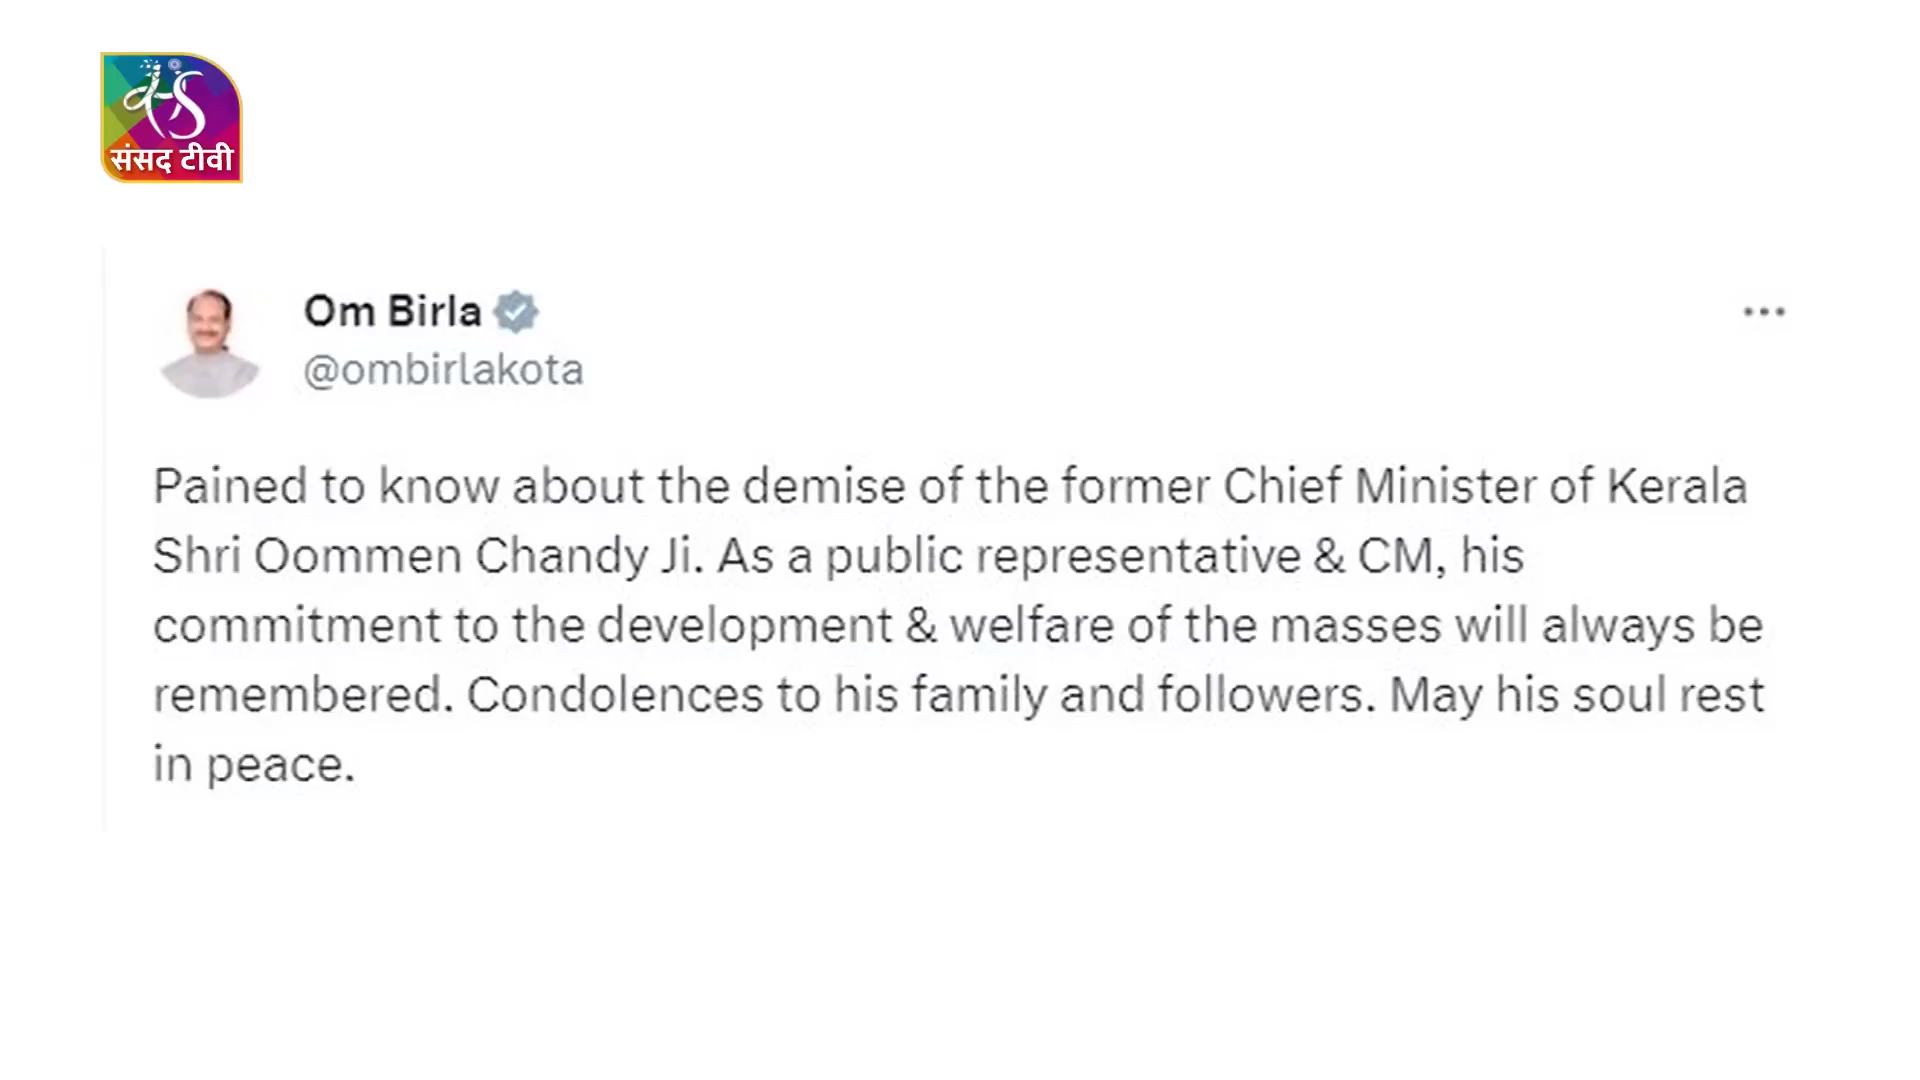 संसद टीवी
Om Birla
@ombirlakota
Pained to know about the demise of the former Chief Minister of Kerala
Shri Oommen Chandy Ji. As a public representative & CM, his
commitment to the development & welfare of the masses will always be
remembered. Condolences to his family and followers. May his soul rest
in peace.